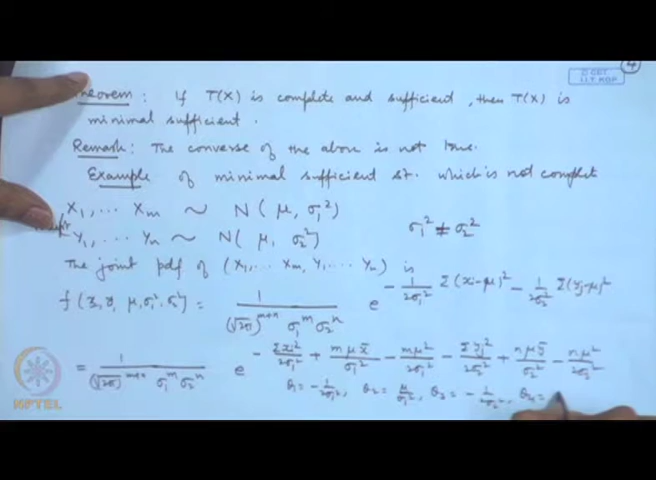 4
© CET
I.I.T. KGP
Theorem : If T(X) is complete and sufficient, then T(X) is
minimal sufficient.
Remark : The converse of the above is not true.
Example of minimal sufficient st. which is not complete
X₁, ... Xₘ ~ N(μ, σ₁²)
Y₁, ... Yₙ ~ N(μ, σ₂²) σ₁² ≠ σ₂²
The joint pdf of (X₁, ... Xₘ, Y₁, ... Yₙ) is
f(x, y, μ, σ₁², σ₂²) = 1/((√2π)^(m+n) σ₁^m σ₂^n) e^(- 1/(2σ₁²) Σ(xᵢ-μ)² - 1/(2σ₂²) Σ(yⱼ-μ)²)
= 1/((√2π)^(m+n) σ₁^m σ₂^n) e^(- Σxᵢ²/(2σ₁²) + mμx̄/σ₁² - mμ²/(2σ₁²) - Σyⱼ²/(2σ₂²) + nμȳ/σ₂² - nμ²/(2σ₂²))
θ₁ = - 1/(2σ₁²), θ₂ = μ/σ₁², θ₃ = - 1/(2σ₂²), θ₄ =
NPTEL